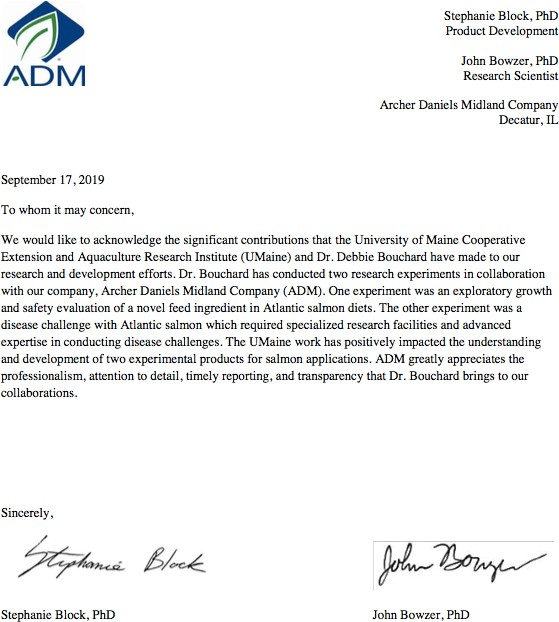 ADM
Stephanie Block, PhD
Product Development
John Bowzer, PhD
Research Scientist
Archer Daniels Midland Company
Decatur, IL
September 17, 2019
To whom it may concern,
We would like to acknowledge the significant contributions that the University of Maine Cooperative
Extension and Aquaculture Research Institute (UMaine) and Dr. Debbie Bouchard have made to our
research and development efforts. Dr. Bouchard has conducted two research experiments in collaboration
with our company, Archer Daniels Midland Company (ADM). One experiment was an exploratory growth
and safety evaluation of a novel feed ingredient in Atlantic salmon diets. The other experiment was a
disease challenge with Atlantic salmon which required specialized research facilities and advanced
expertise in conducting disease challenges. The UMaine work has positively impacted the understanding
and development of two experimental products for salmon applications. ADM greatly appreciates the
professionalism, attention to detail, timely reporting, and transparency that Dr. Bouchard brings to our
collaborations.
Sincerely,
Stephanie Block
John Bowzer
Stephanie Block, PhD
John Bowzer, PhD